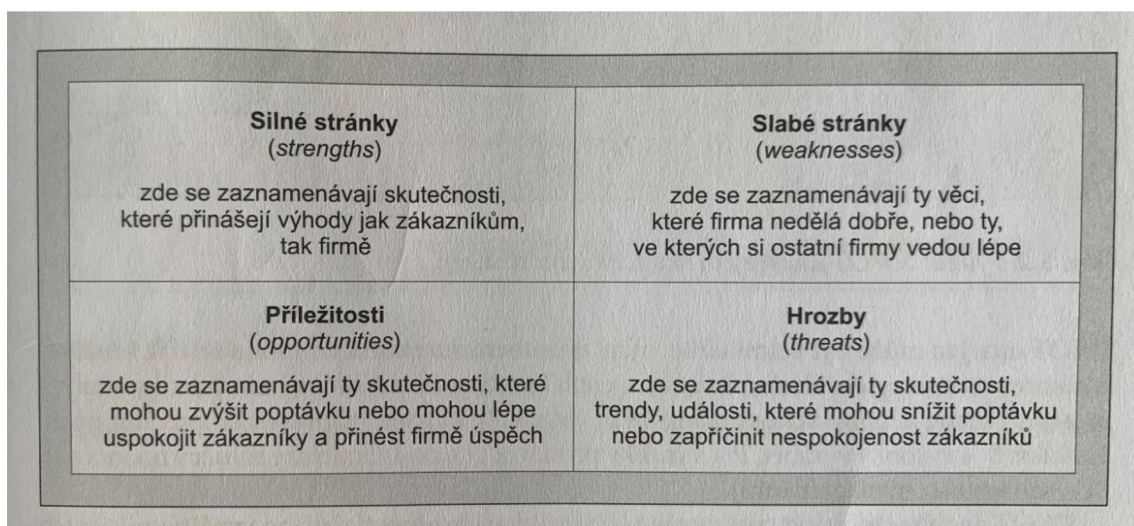 Silné stránky
(strengths)
zde se zaznamenávají skutečnosti,
které přinášejí výhody jak zákazníkům,
tak firmě
Slabé stránky
(weaknesses)
zde se zaznamenávají ty věci,
které firma nedělá dobře, nebo ty,
ve kterých si ostatní firmy vedou lépe
Příležitosti
(opportunities)
zde se zaznamenávají ty skutečnosti, které
mohou zvýšit poptávku nebo mohou lépe
uspokojit zákazníky a přinést firmě úspěch
Hrozby
(threats)
zde se zaznamenávají ty skutečnosti,
trendy, události, které mohou snížit poptávku
nebo zapříčinit nespokojenost zákazníků